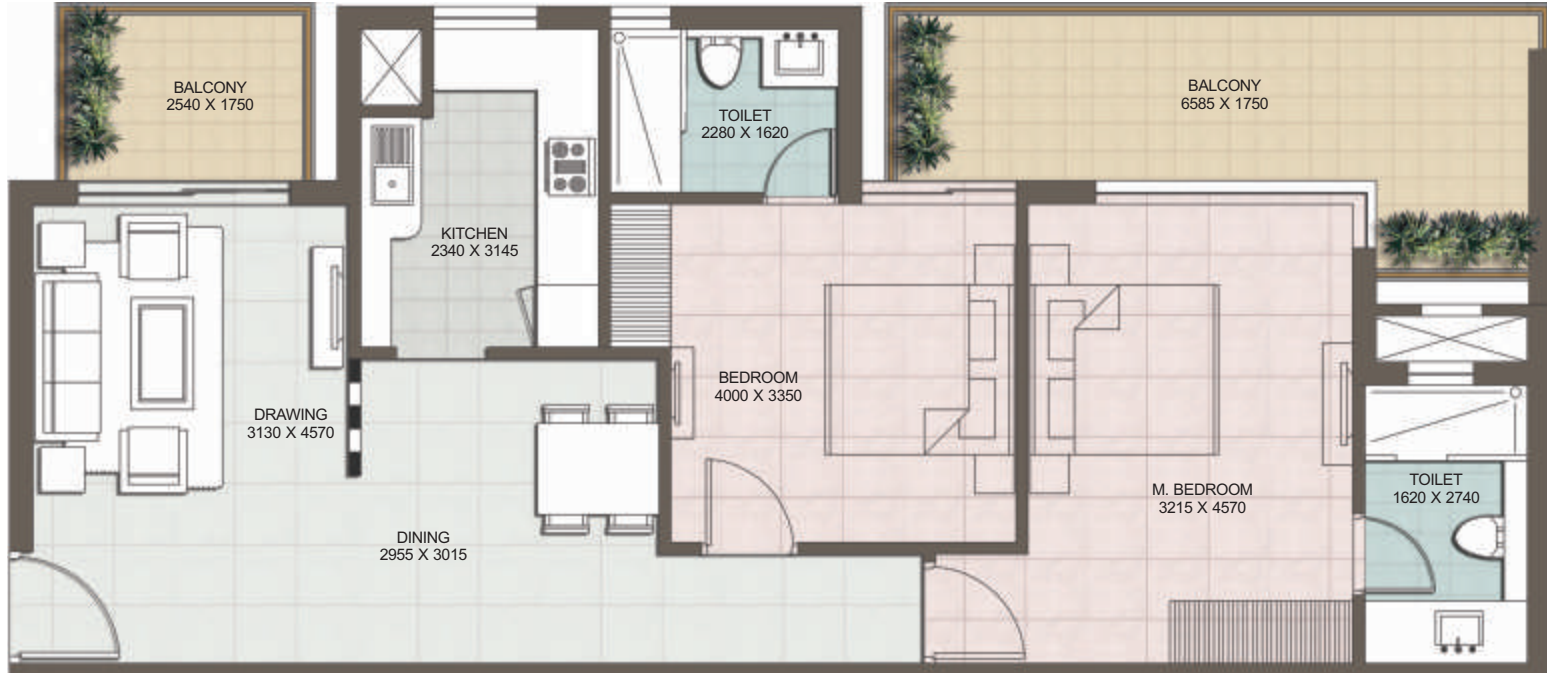 BALCONY
2540 X 1750
BALCONY
6585 X 1750
TOILET
2280 X 1620
KITCHEN
2340 X 3145
BEDROOM
4000 X 3350
DRAWING
3130 X 4570
M. BEDROOM
3215 X 4570
TOILET
1620 X 2740
DINING
2955 X 3015